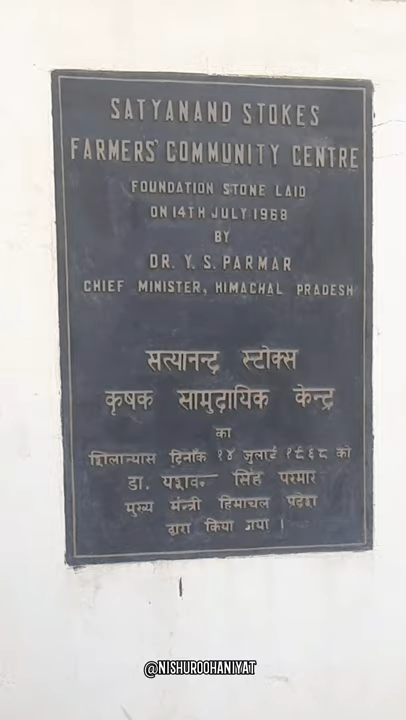 SATYANAND STOKES
FARMERS' COMMUNITY CENTRE
FOUNDATION STONE LAID
ON 14TH JULY 1968
BY
DR. Y. S. PARMAR
CHIEF MINISTER, HIMACHAL PRADESH
सत्यानन्द स्टोक्स
कृषक सामुदायिक केन्द्र
का
शिलान्यास दिनाँक १४ जुलाई १९६८ को
डा. सिंह परमार
मुख्य मंन्त्री हिमाचल प्रदेश
द्वारा किया गया ।
@NISHUROOHANIYAT